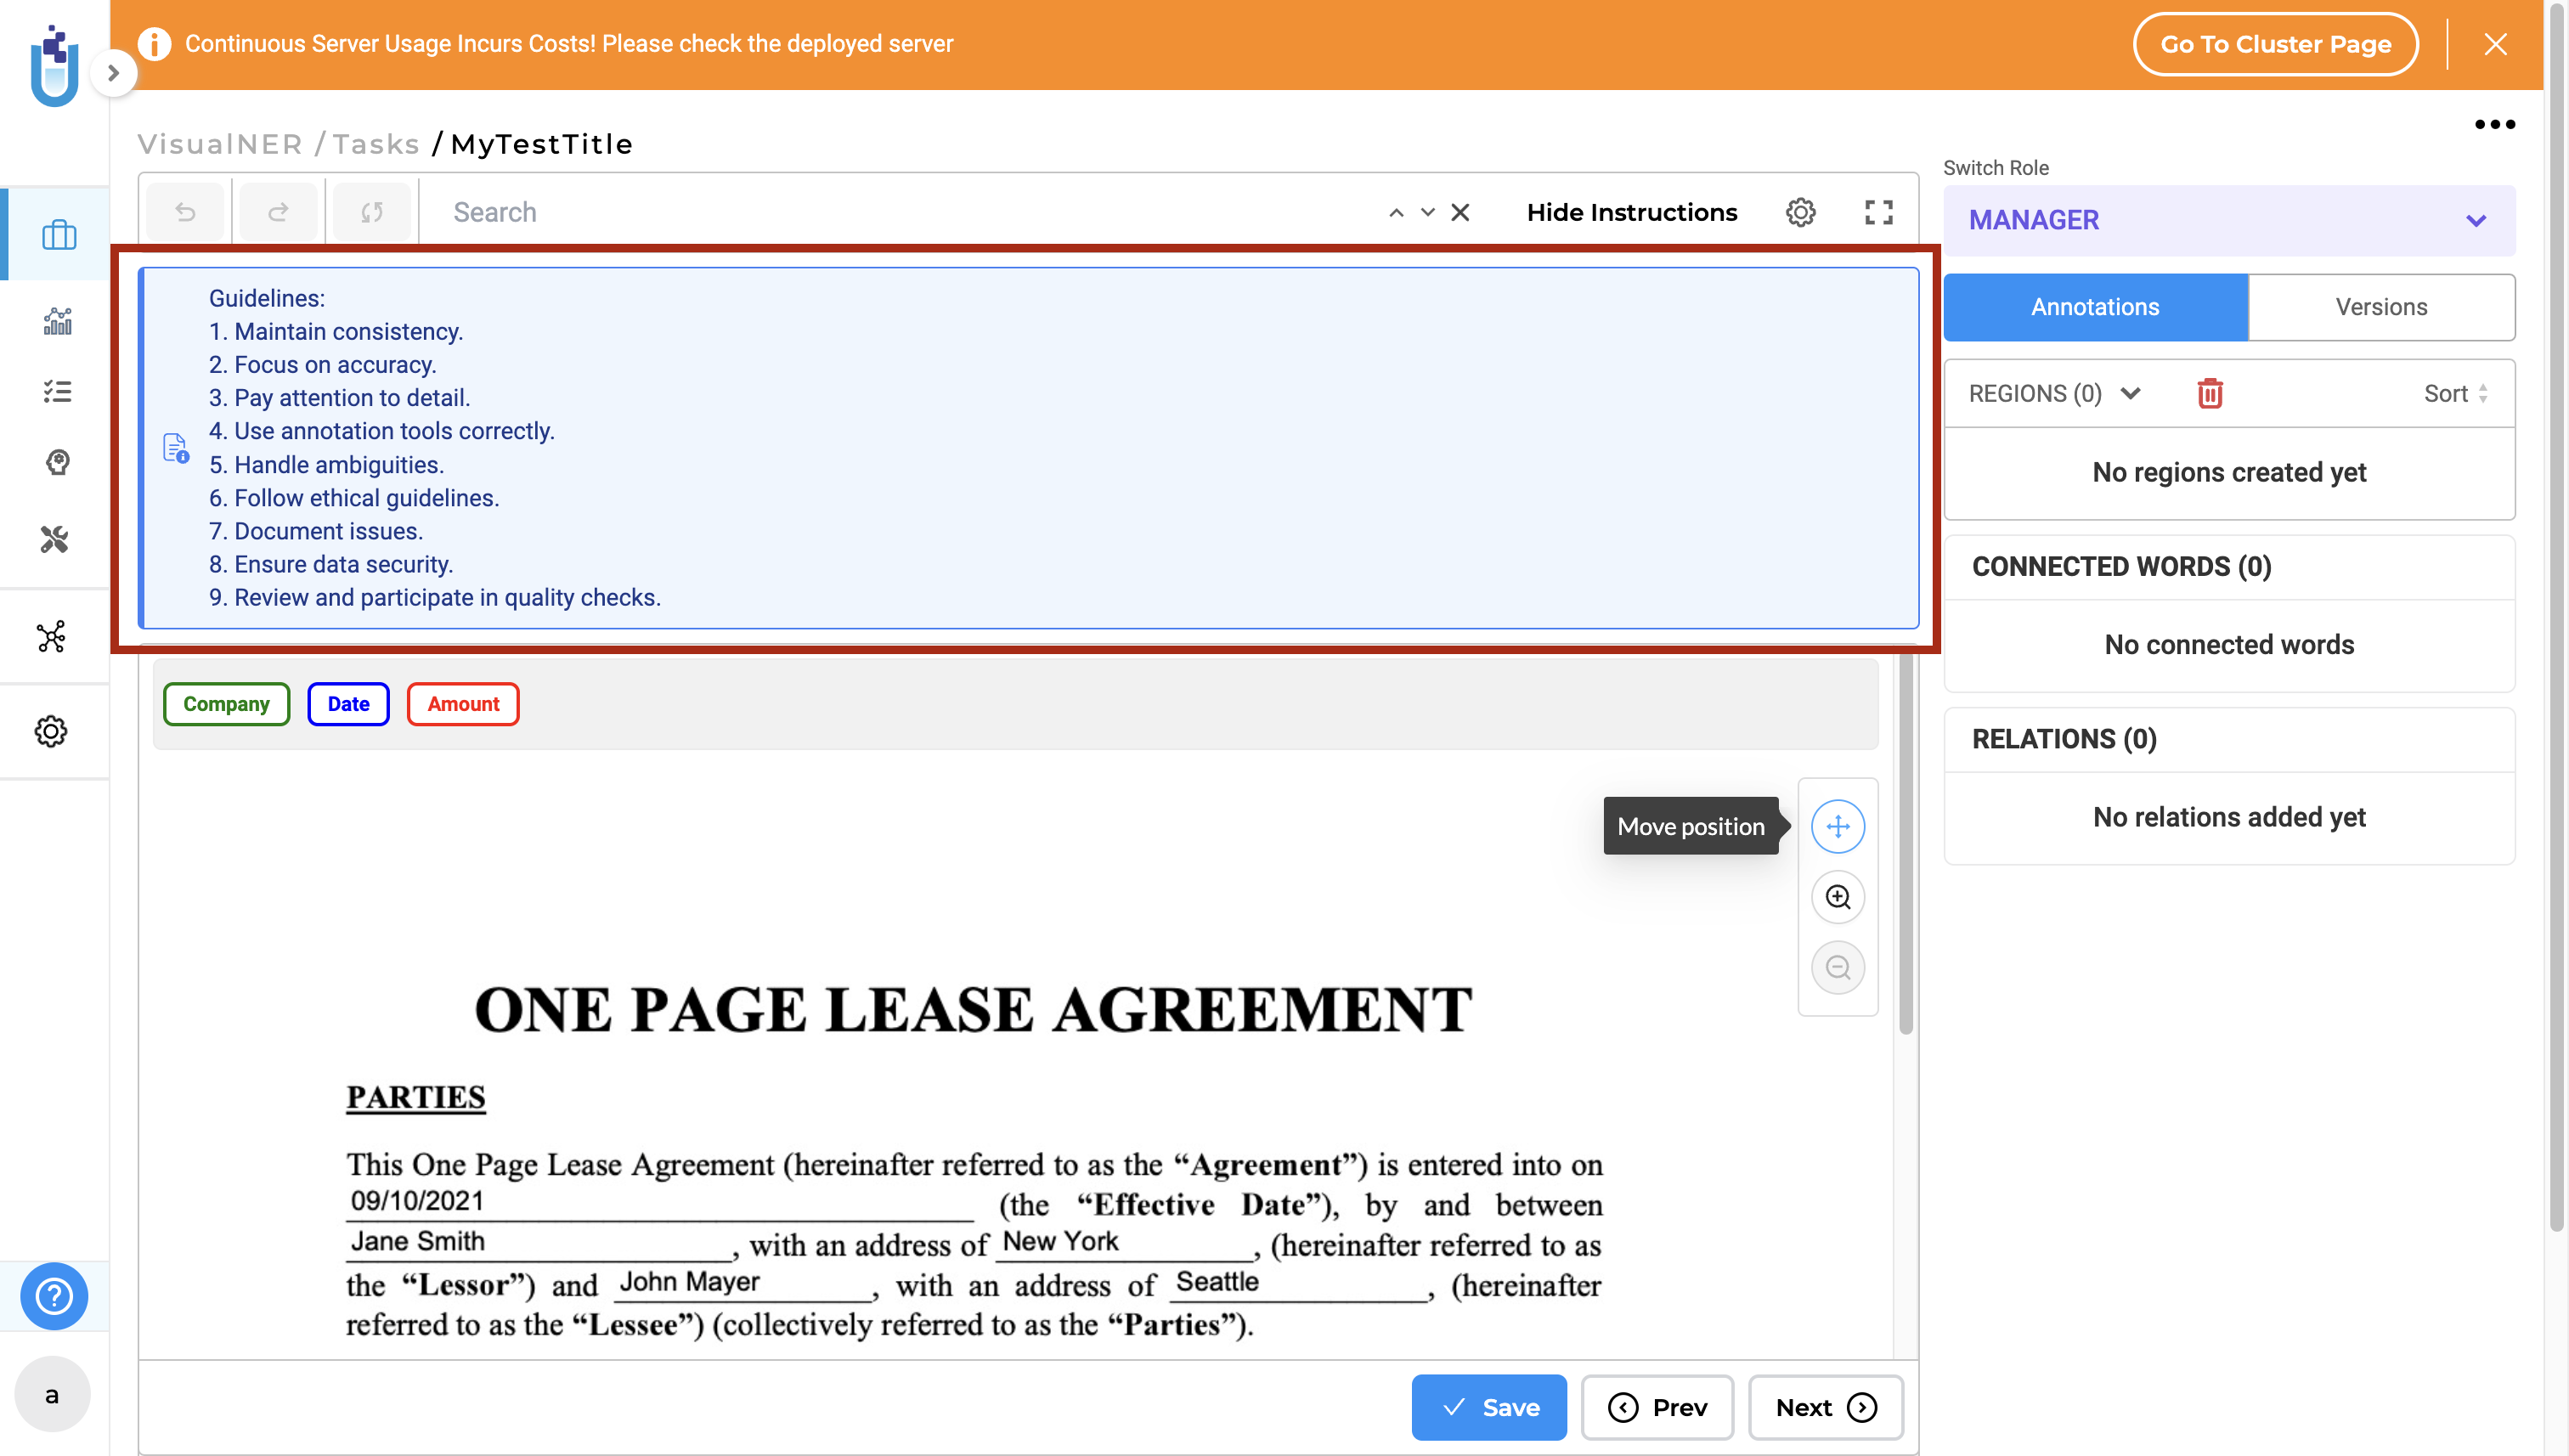 Continuous Server Usage Incurs Costs! Please check the deployed server
Go To Cluster Page
VisualNER / Tasks / MyTestTitle
Search
Hide Instructions
Switch Role
MANAGER
Annotations
Versions
Guidelines:
1. Maintain consistency.
2. Focus on accuracy.
3. Pay attention to detail.
4. Use annotation tools correctly.
5. Handle ambiguities.
6. Follow ethical guidelines.
7. Document issues.
8. Ensure data security.
9. Review and participate in quality checks.
REGIONS (0)
Sort
No regions created yet
CONNECTED WORDS (0)
No connected words
RELATIONS (0)
No relations added yet
Company
Date
Amount
Move position
ONE PAGE LEASE AGREEMENT
PARTIES
This One Page Lease Agreement (hereinafter referred to as the “Agreement”) is entered into on
09/10/2021 (the “Effective Date”), by and between
Jane Smith, with an address of New York, (hereinafter referred to as
the “Lessor”) and John Mayer, with an address of Seattle, (hereinafter
referred to as the “Lessee”) (collectively referred to as the “Parties”).
Save
Prev
Next
a